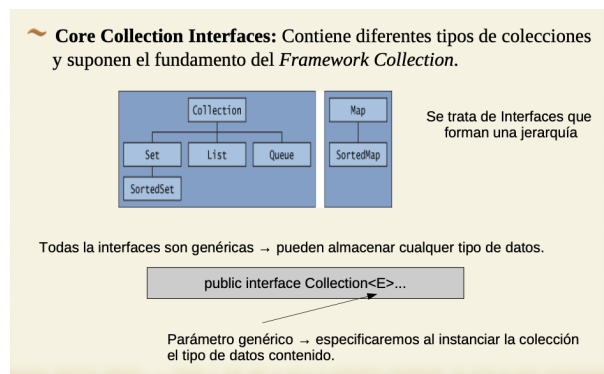 Core Collection Interfaces: Contiene diferentes tipos de colecciones
y suponen el fundamento del Framework Collection.
Collection
Set
List
Queue
SortedSet
Map
SortedMap
Se trata de Interfaces que
forman una jerarquía
Todas la interfaces son genéricas → pueden almacenar cualquer tipo de datos.
public interface Collection<E>...
Parámetro genérico → especificaremos al instanciar la colección
el tipo de datos contenido.